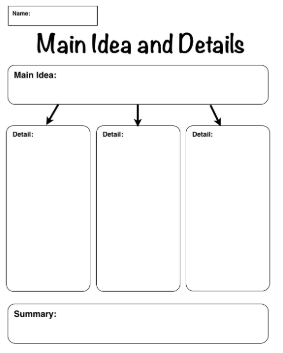 Name:
Main Idea and Details
Main Idea:
Detail:
Detail:
Detail:
Summary: